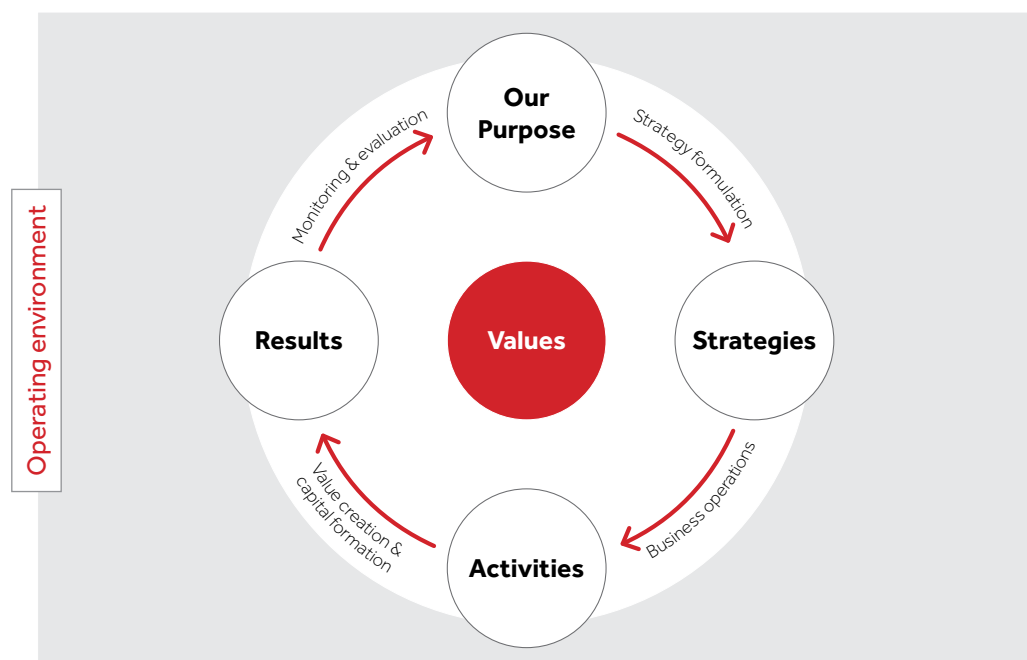 Our
Purpose
Strategy formulation
Strategies
Business operations
Activities
Value creation &
capital formation
Results
Monitoring & evaluation
Values
Operating environment